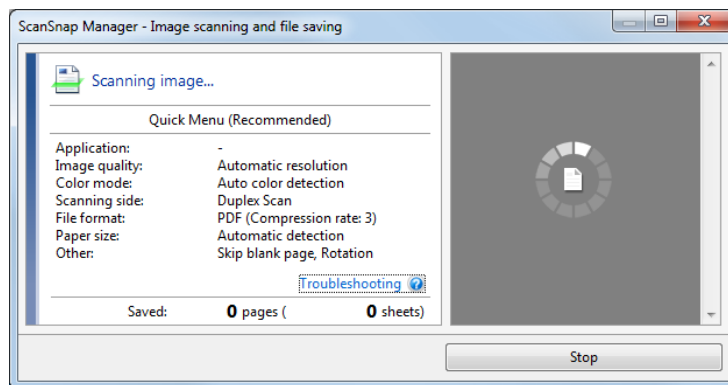 ScanSnap Manager - Image scanning and file saving
Scanning image...
Quick Menu (Recommended)
Application: -
Image quality: Automatic resolution
Color mode: Auto color detection
Scanning side: Duplex Scan
File format: PDF (Compression rate: 3)
Paper size: Automatic detection
Other: Skip blank page, Rotation
Troubleshooting ?
Saved: 0 pages ( 0 sheets)
Stop